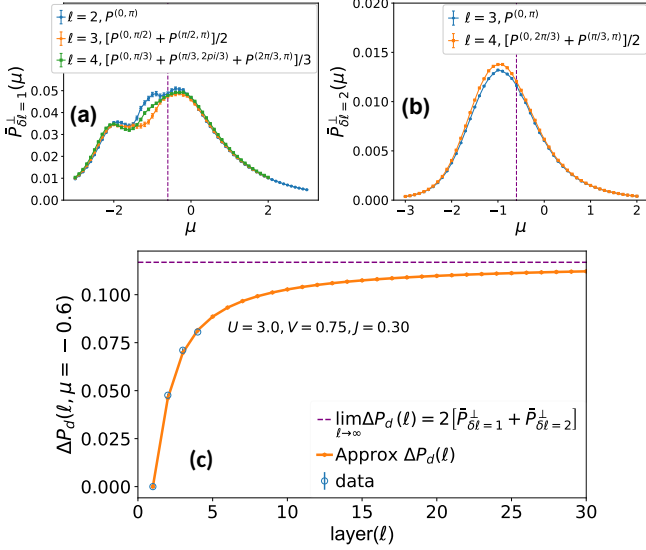 ℓ = 2, P^(0, π)
ℓ = 3, [P^(0, π/2) + P^(π/2, π)]/2
ℓ = 4, [P^(0, π/3) + P^(π/3, 2pi/3) + P^(2π/3, π)]/3
(a)
P̄^⊥_δℓ=1(μ)
0.05
0.04
0.03
0.02
0.01
0.00
−2 0 2
μ
ℓ = 3, P^(0, π)
ℓ = 4, [P^(0, 2π/3) + P^(π/3, π)]/2
(b)
P̄^⊥_δℓ=2(μ)
0.020
0.015
0.010
0.005
0.000
−3 −2 −1 0 1 2
μ
ΔP_d(ℓ, μ = − 0.6)
0.100
0.075
0.050
0.025
0.000
U = 3.0, V = 0.75, J = 0.30
lim_ℓ→∞ ΔP_d (ℓ) = 2[P̄^⊥_δℓ=1 + P̄^⊥_δℓ=2]
Approx ΔP_d(ℓ)
data
(c)
0 5 10 15 20 25 30
layer(ℓ)